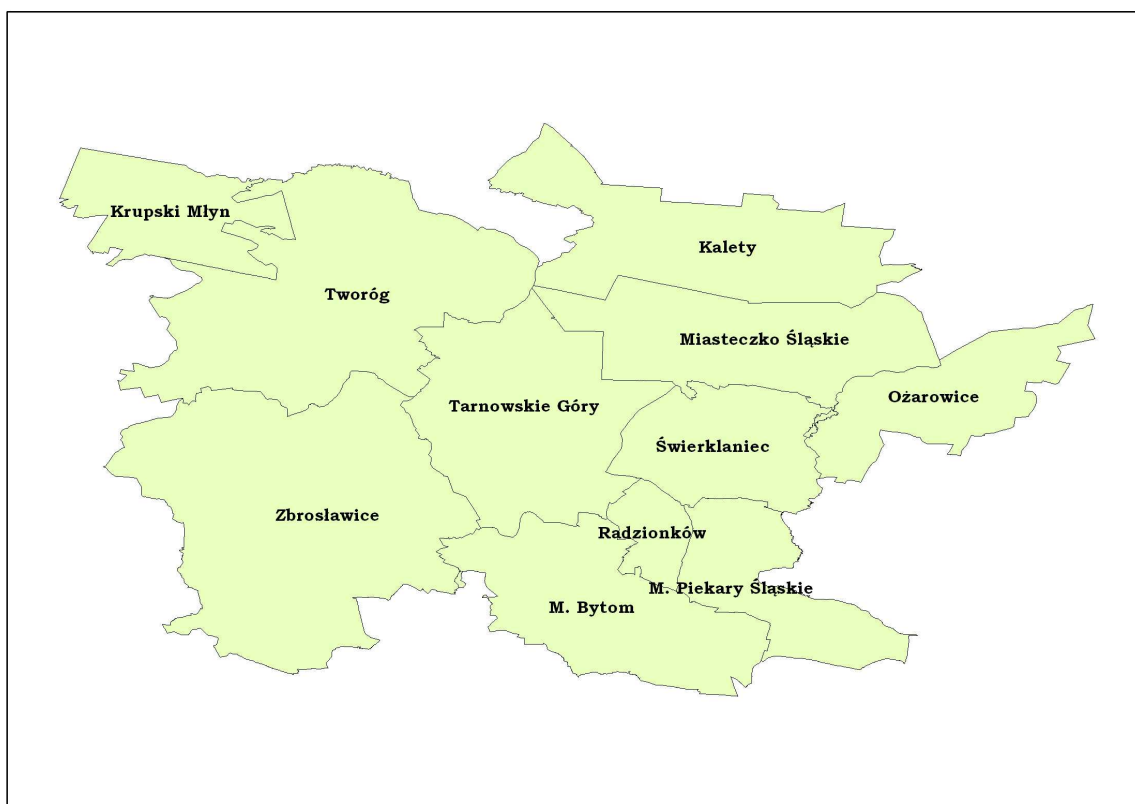 Krupski Młyn
Kalety
Tworóg
Miasteczko Śląskie
Ożarowice
Tarnowskie Góry
Świerklaniec
Zbrosławice
Radzionków
M. Piekary Śląskie
M. Bytom